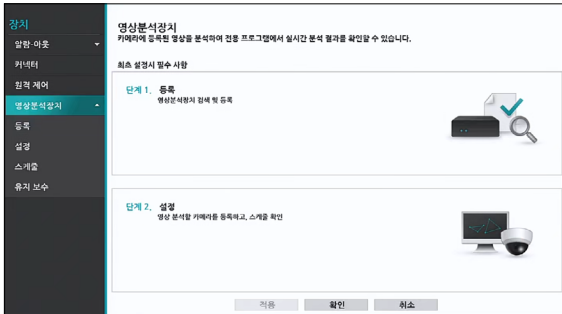 장치
알람·아웃
커넥터
원격 제어
영상분석장치
등록
설정
스케줄
유지 보수
영상분석장치
카메라에 등록된 영상을 분석하여 전용 프로그램에서 실시간 분석 결과를 확인할 수 있습니다.
최초 설정시 필수 사항
단계 1. 등록
영상분석장치 검색 및 등록
단계 2. 설정
영상 분석할 카메라를 등록하고, 스케줄 확인
적용 확인 취소